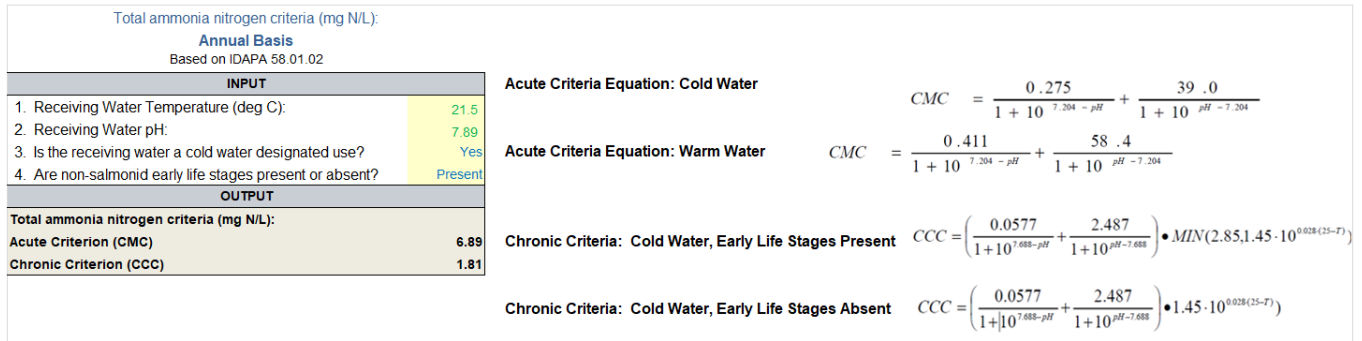 Total ammonia nitrogen criteria (mg N/L):
Annual Basis
Based on IDAPA 58.01.02
INPUT
1. Receiving Water Temperature (deg C): 21.5
2. Receiving Water pH: 7.89
3. Is the receiving water a cold water designated use? Yes
4. Are non-salmonid early life stages present or absent? Present
OUTPUT
Total ammonia nitrogen criteria (mg N/L):
Acute Criterion (CMC) 6.89
Chronic Criterion (CCC) 1.81
Acute Criteria Equation: Cold Water
CMC = 0.275 / 1 + 10^7.204 - pH + 39 .0 / 1 + 10^pH - 7.204
Acute Criteria Equation: Warm Water
CMC = 0.411 / 1 + 10^7.204 - pH + 58 .4 / 1 + 10^pH - 7.204
Chronic Criteria: Cold Water, Early Life Stages Present
CCC = (0.0577 / 1+10^7.688-pH + 2.487 / 1+10^pH-7.688) • MIN(2.85,1.45·10^0.028·(25-T))
Chronic Criteria: Cold Water, Early Life Stages Absent
CCC = (0.0577 / 1+10^7.688-pH + 2.487 / 1+10^pH-7.688) • 1.45·10^0.028·(25-T))